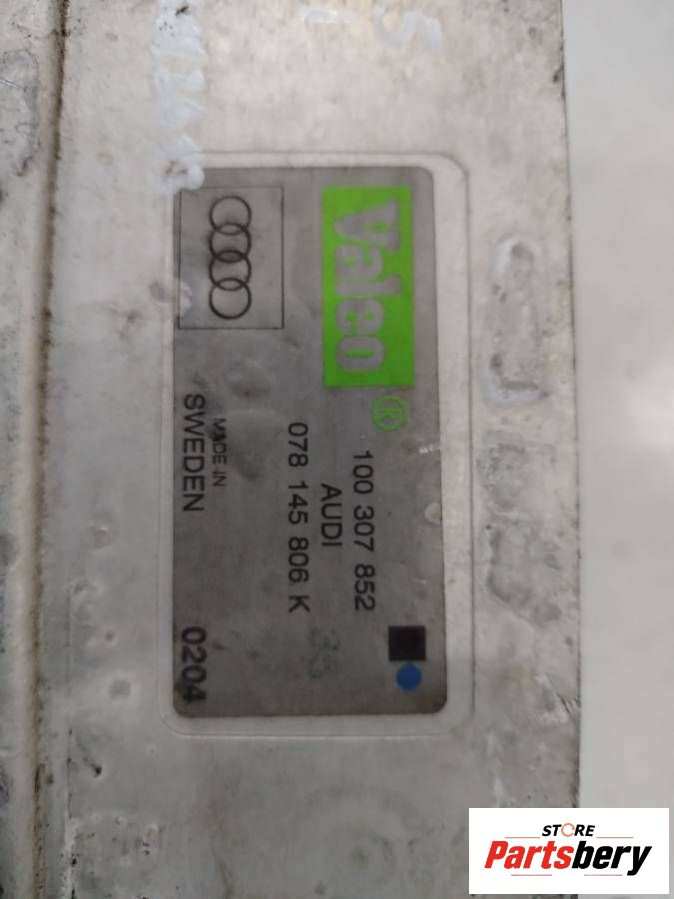 Valeo ®
100 307 852
AUDI
078 145 806 K
MADE IN
SWEDEN
0204
STORE
Partsbery